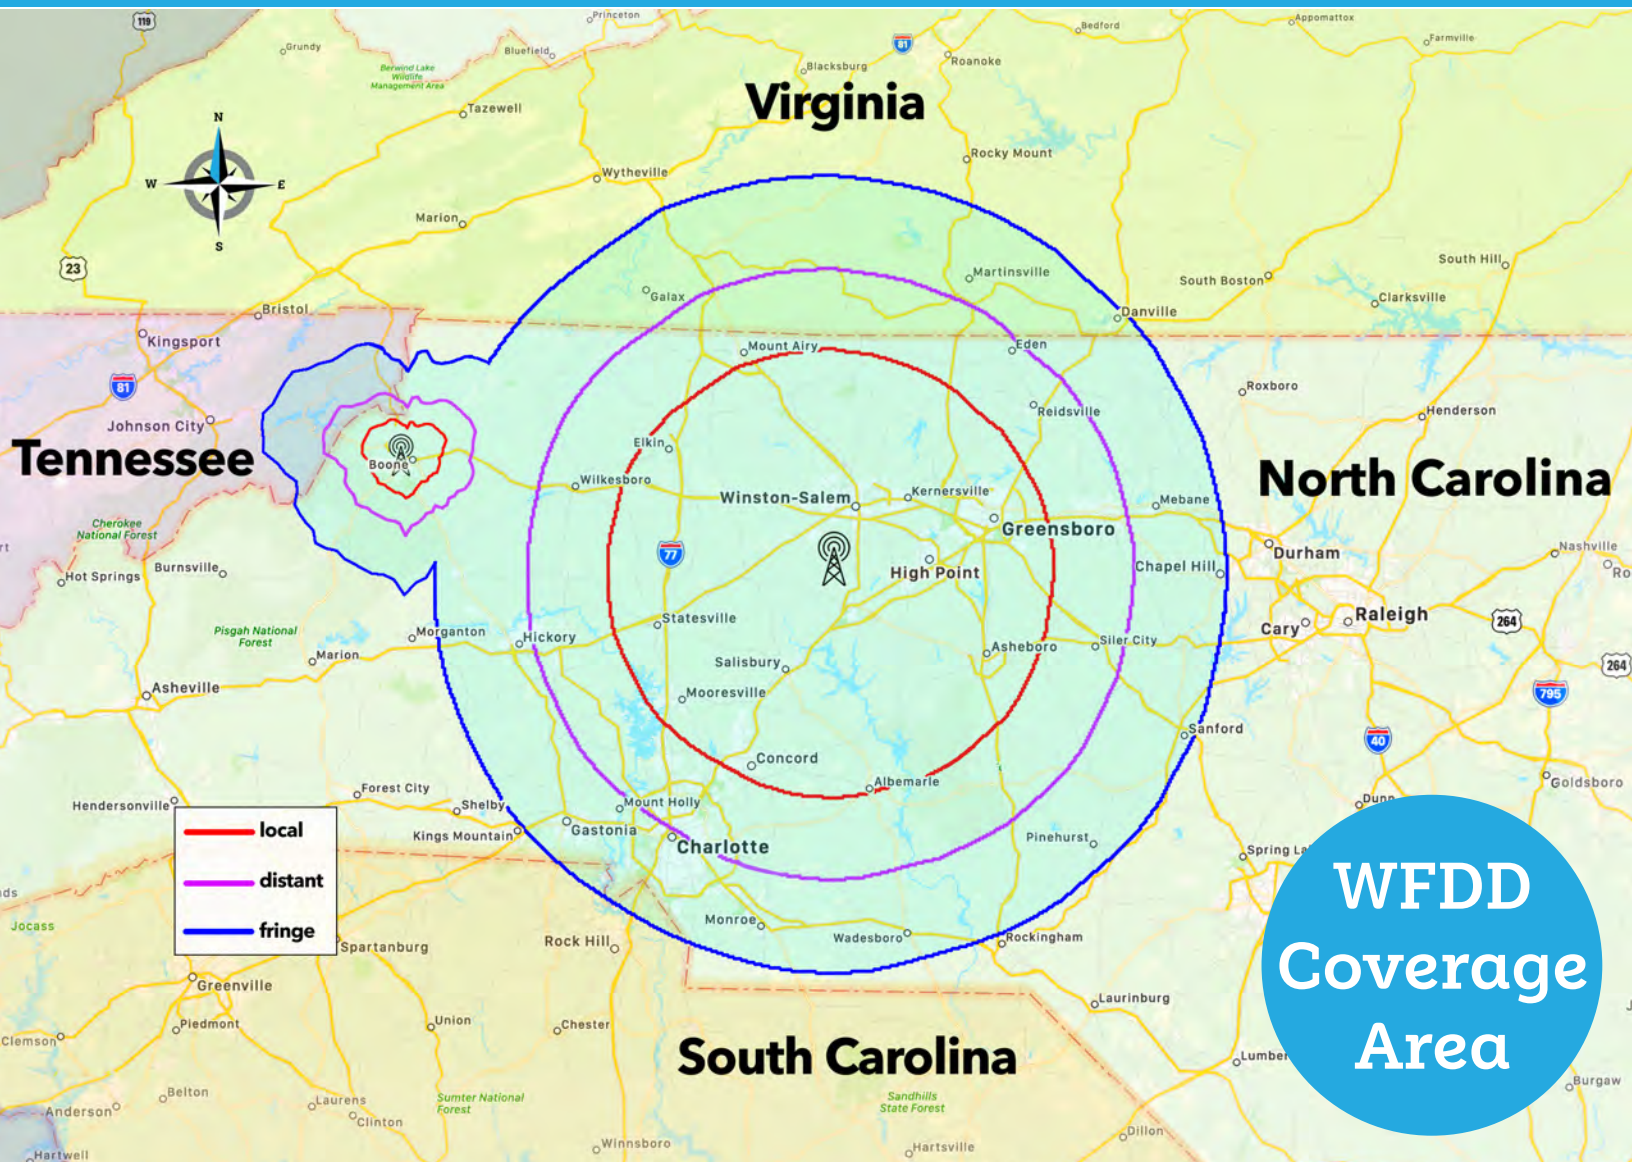 119
Princeton
Appomattox
Bedford
Grundy
Bluefield
81
Farmville
Blacksburg
Roanoke
Berwind Lake
Wildlife
Management Area
Virginia
Tazewell
N
Rocky Mount
Wytheville
W
E
Marion
S
23
South Hill
Martinsville
South Boston
Galax
Clarksville
Bristol
Danville
Kingsport
Mount Airy
Eden
81
Roxboro
Reidsville
Henderson
Johnson City
Elkin
Tennessee
Boone
North Carolina
Wilkesboro
Winston-Salem
Kernersville
Mebane
Cherokee
National Forest
Greensboro
rt
77
Durham
Nashville
Hot Springs
Burnsville
High Point
Chapel Hill
Ro
Statesville
Raleigh
264
Pisgah National
Forest
Morganton
Hickory
Cary
Siler City
Asheboro
Marion
Salisbury
264
Asheville
Mooresville
795
Sanford
40
Concord
Albemarle
Goldsboro
Forest City
Hendersonville
Shelby
Mount Holly
Dunn
Kings Mountain
Gastonia
Pinehurst
Charlotte
Spring La
local
distant
fringe
WFDD
Coverage
Area
ds
Jocass
Monroe
Wadesboro
Rockingham
Spartanburg
Rock Hill
Greenville
Laurinburg
Piedmont
Union
Chester
Clemson
South Carolina
Lumber
Burgaw
Belton
Sumter National
Forest
Sandhills
State Forest
Anderson
Laurens
Clinton
Dillon
Winnsboro
Hartsville
Hartwell